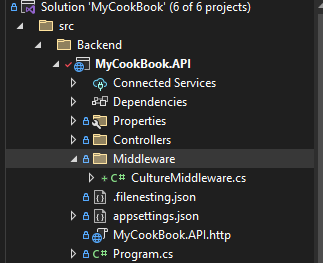 Solution 'MyCookBook' (6 of 6 projects)
src
Backend
MyCookBook.API
Connected Services
Dependencies
Properties
Controllers
Middleware
+ C# CultureMiddleware.cs
.filenesting.json
appsettings.json
MyCookBook.API.http
C# Program.cs